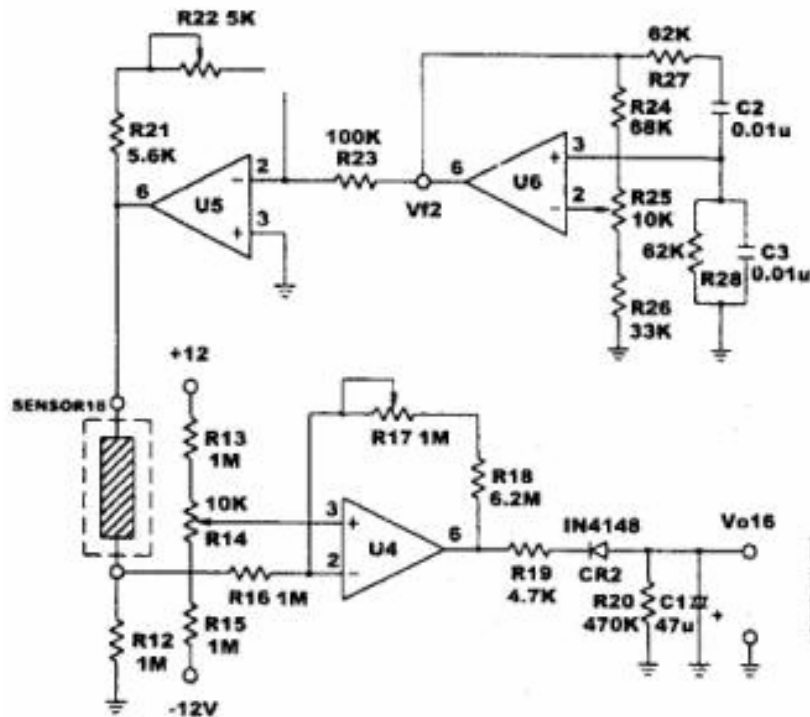 R22 5K
62K
R27
R21
5.6K
100K
R23
R24
68K
C2
0.01u
6
2
U5
3
Vf2
6
U6
3
2
R25
10K
62K
R28
C3
0.01u
R26
33K
+12
SENSOR16
R13
1M
10K
R14
R17 1M
R18
6.2M
3
2
U4
6
IN4148
CR2
Vo16
R16 1M
R19
4.7K
R20
470K
C1
47u
+
R12
1M
R15
1M
-12V